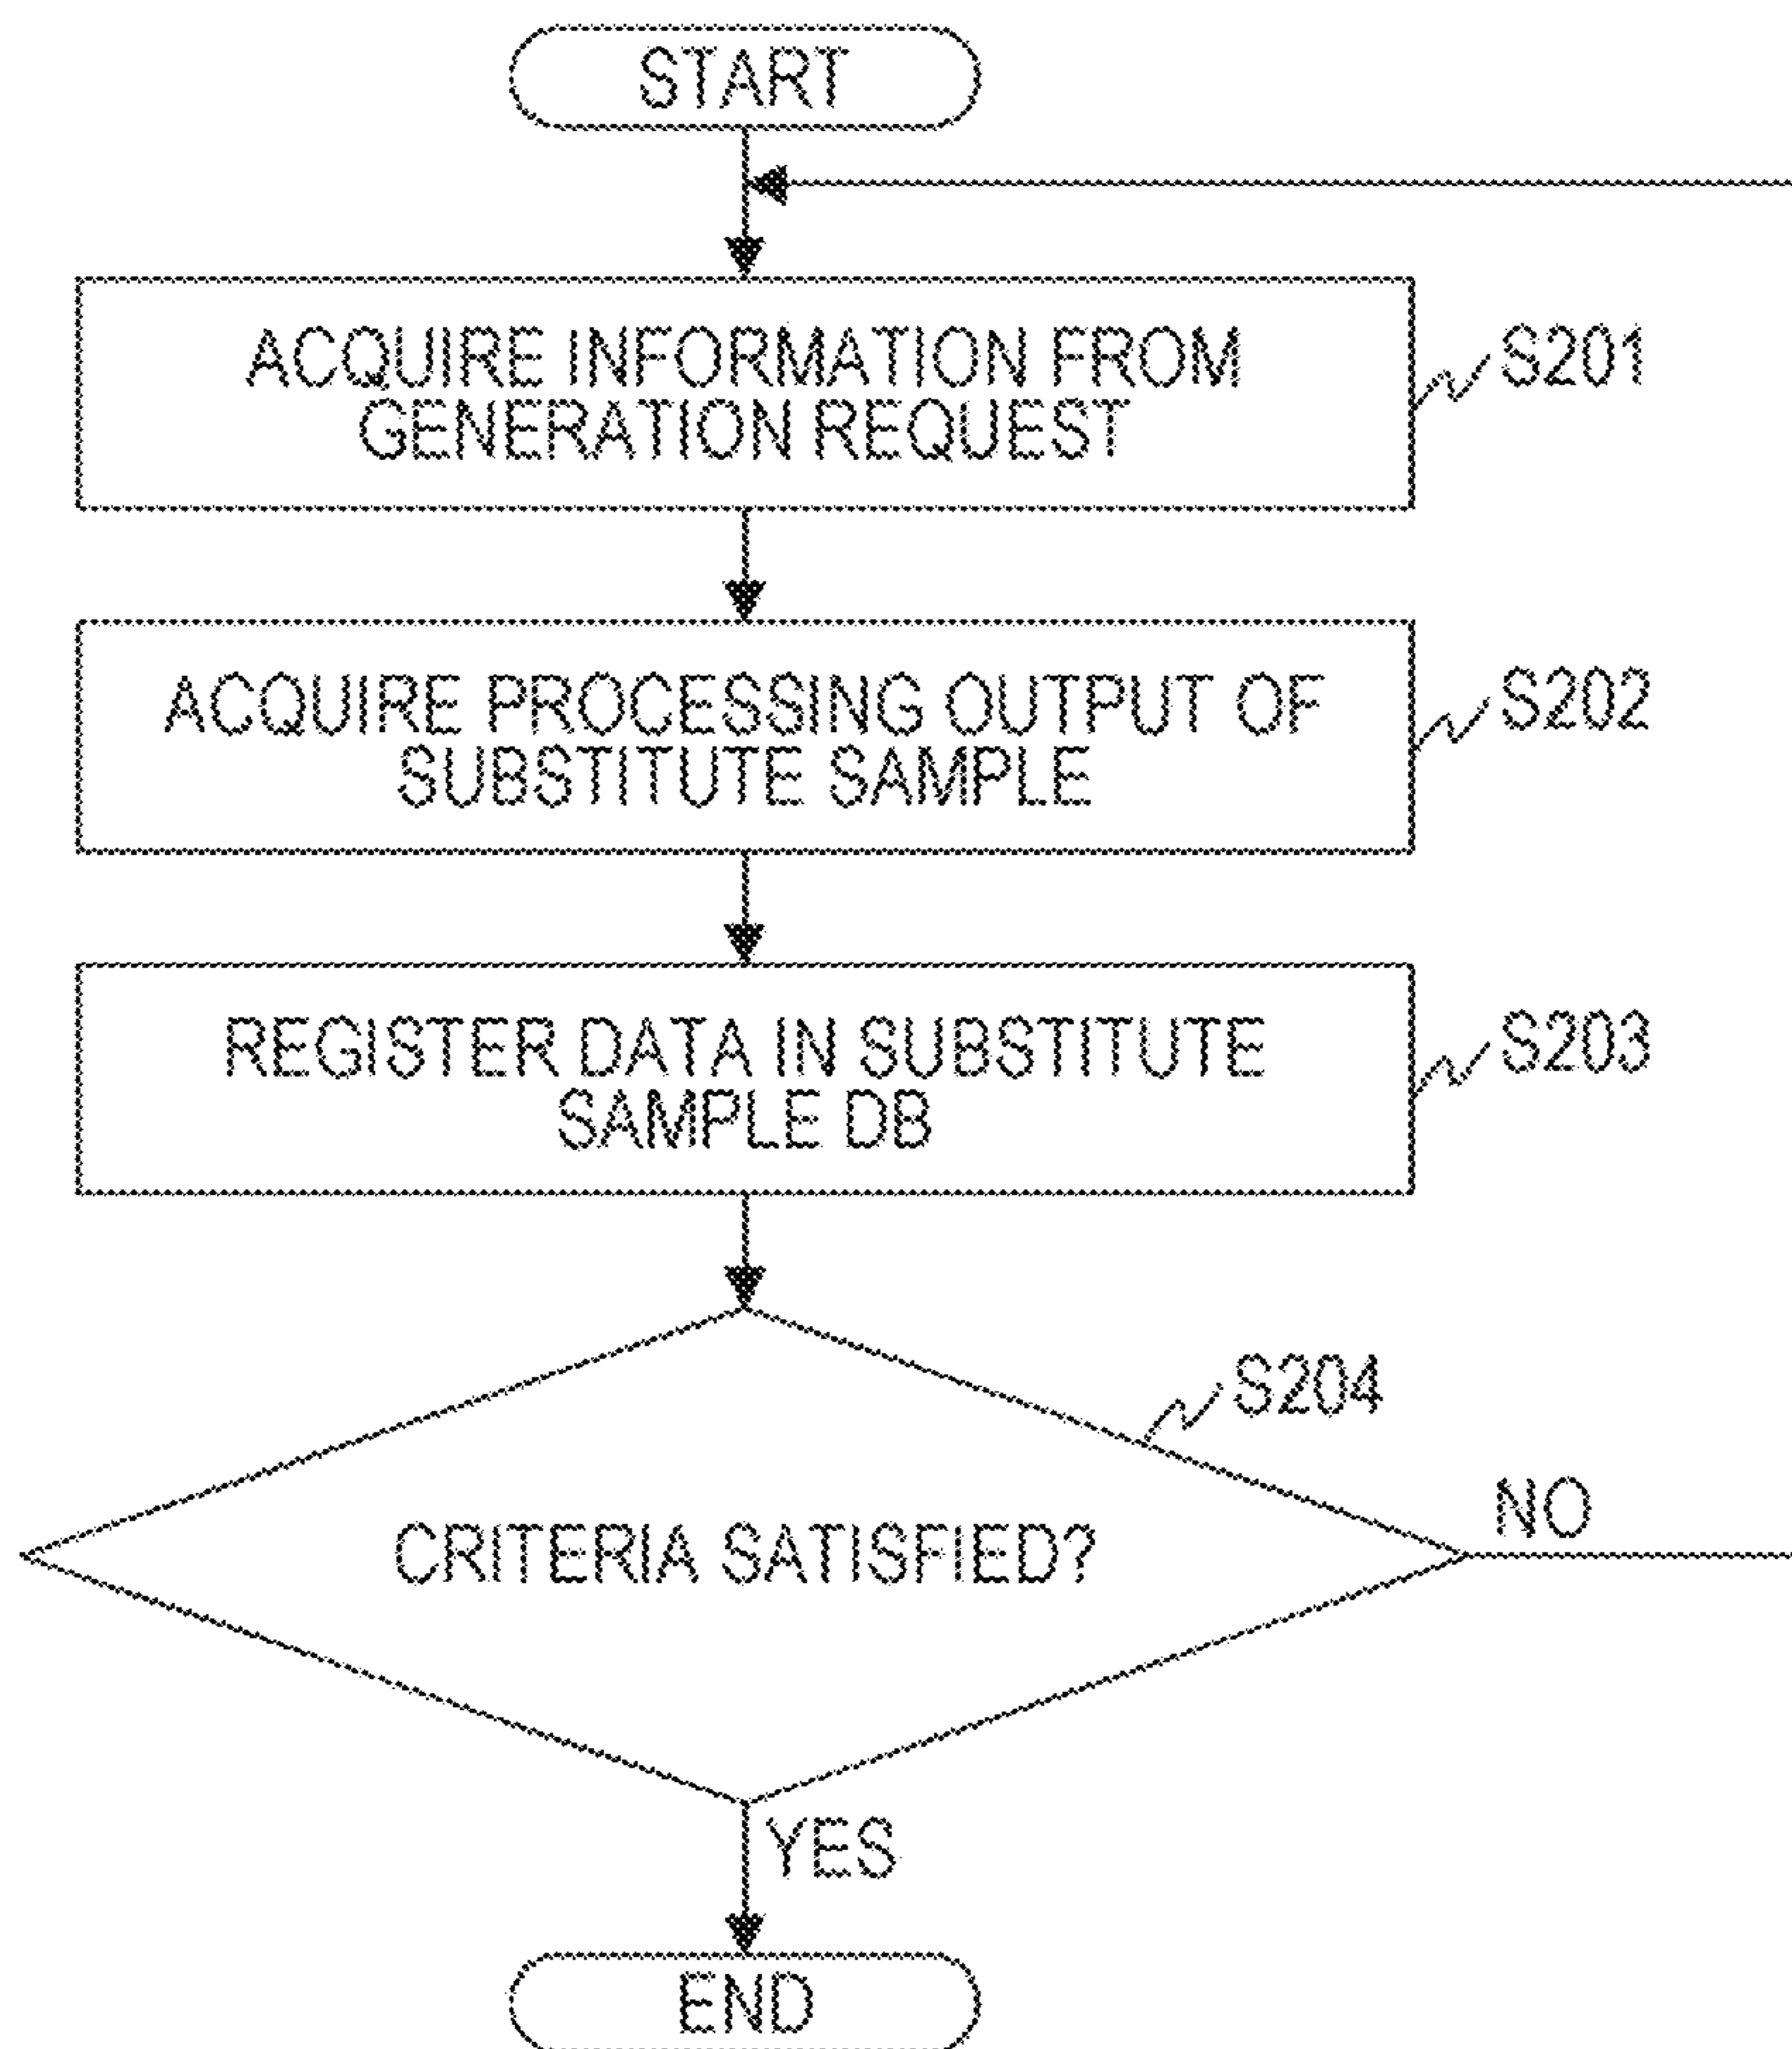 START
ACQUIRE INFORMATION FROM
GENERATION REQUEST
S201
ACQUIRE PROCESSING OUTPUT OF
SUBSTITUTE SAMPLE
S202
REGISTER DATA IN SUBSTITUTE
SAMPLE DB
S203
S204
CRITERIA SATISFIED?
NO
YES
END